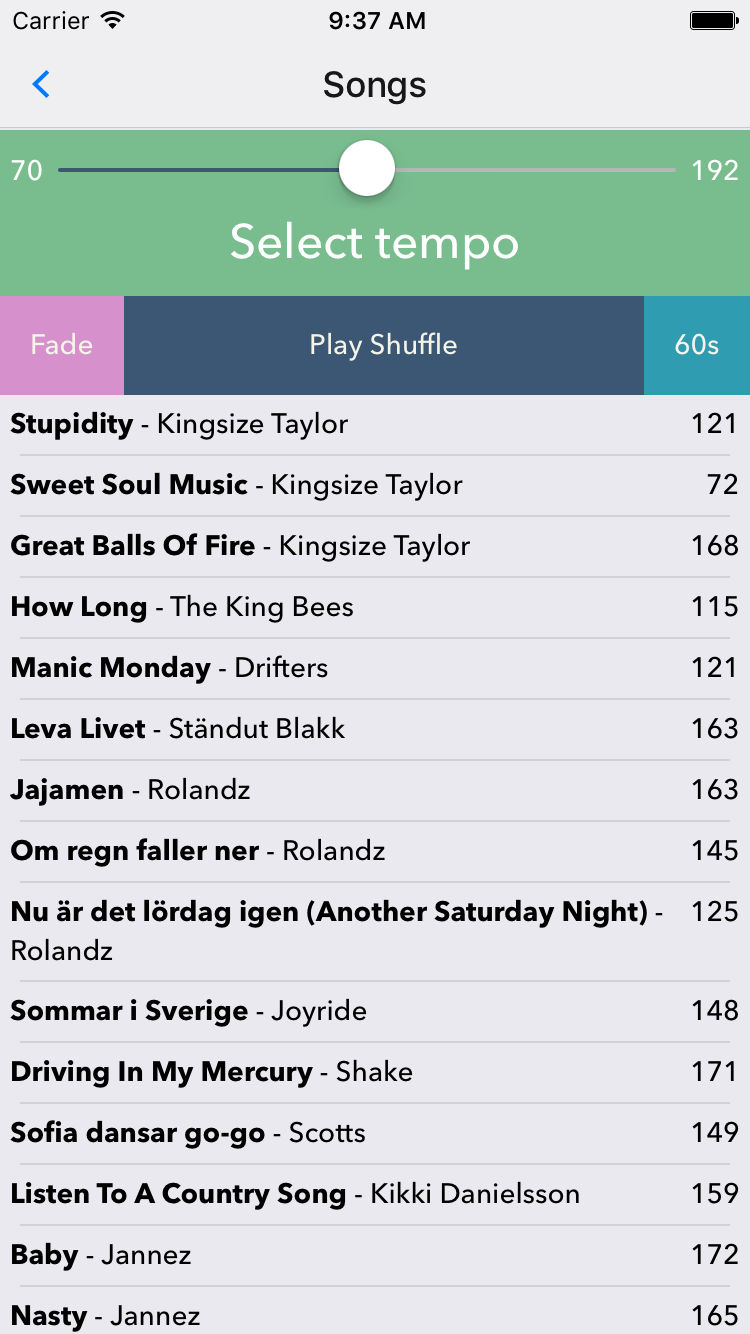 Carrier 9:37 AM
Songs
70 192
Select tempo
Fade Play Shuffle 60s
Stupidity - Kingsize Taylor 121
Sweet Soul Music - Kingsize Taylor 72
Great Balls Of Fire - Kingsize Taylor 168
How Long - The King Bees 115
Manic Monday - Drifters 121
Leva Livet - Ständut Blakk 163
Jajamen - Rolandz 163
Om regn faller ner - Rolandz 145
Nu är det lördag igen (Another Saturday Night) - 125
Rolandz
Sommar i Sverige - Joyride 148
Driving In My Mercury - Shake 171
Sofia dansar go-go - Scotts 149
Listen To A Country Song - Kikki Danielsson 159
Baby - Jannez 172
Nasty - Jannez 165